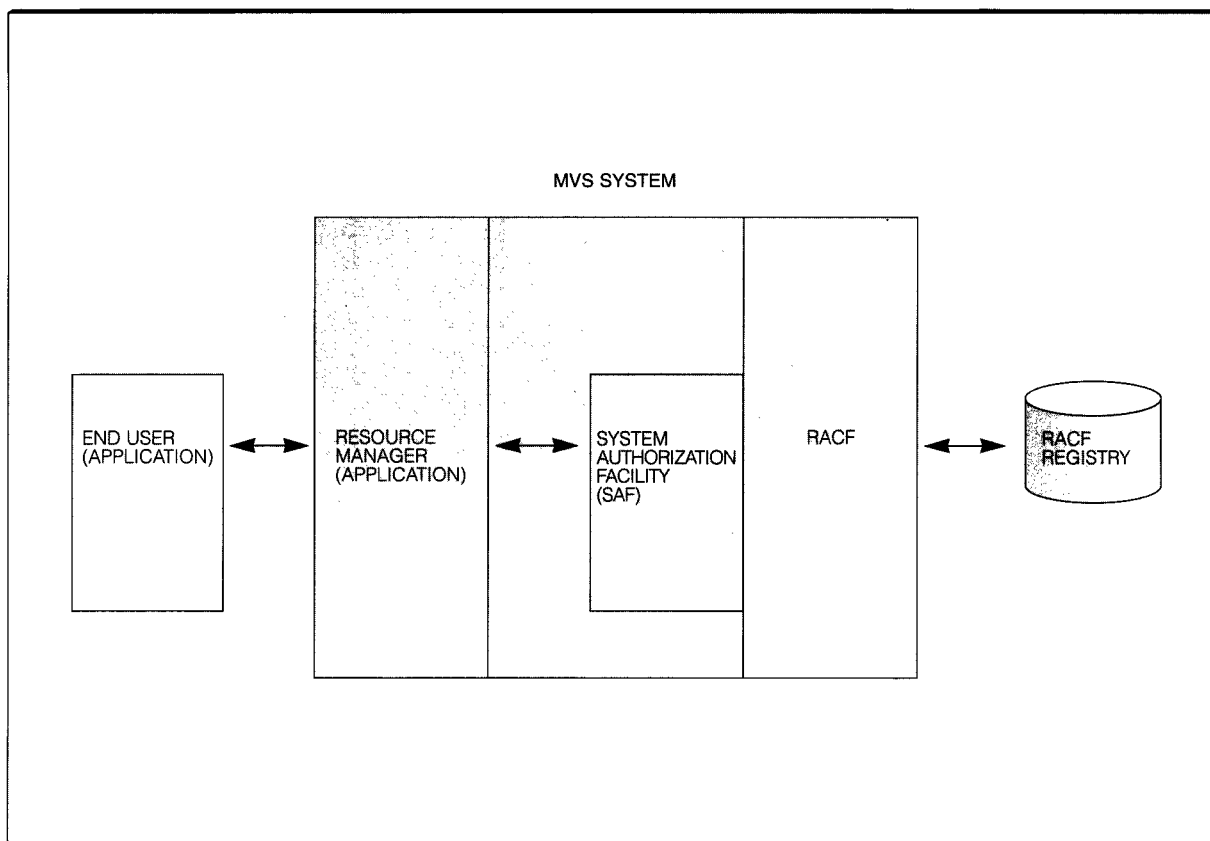 MVS SYSTEM
END USER
(APPLICATION)
RESOURCE
MANAGER
(APPLICATION)
SYSTEM
AUTHORIZATION
FACILITY
(SAF)
RACF
RACF
REGISTRY